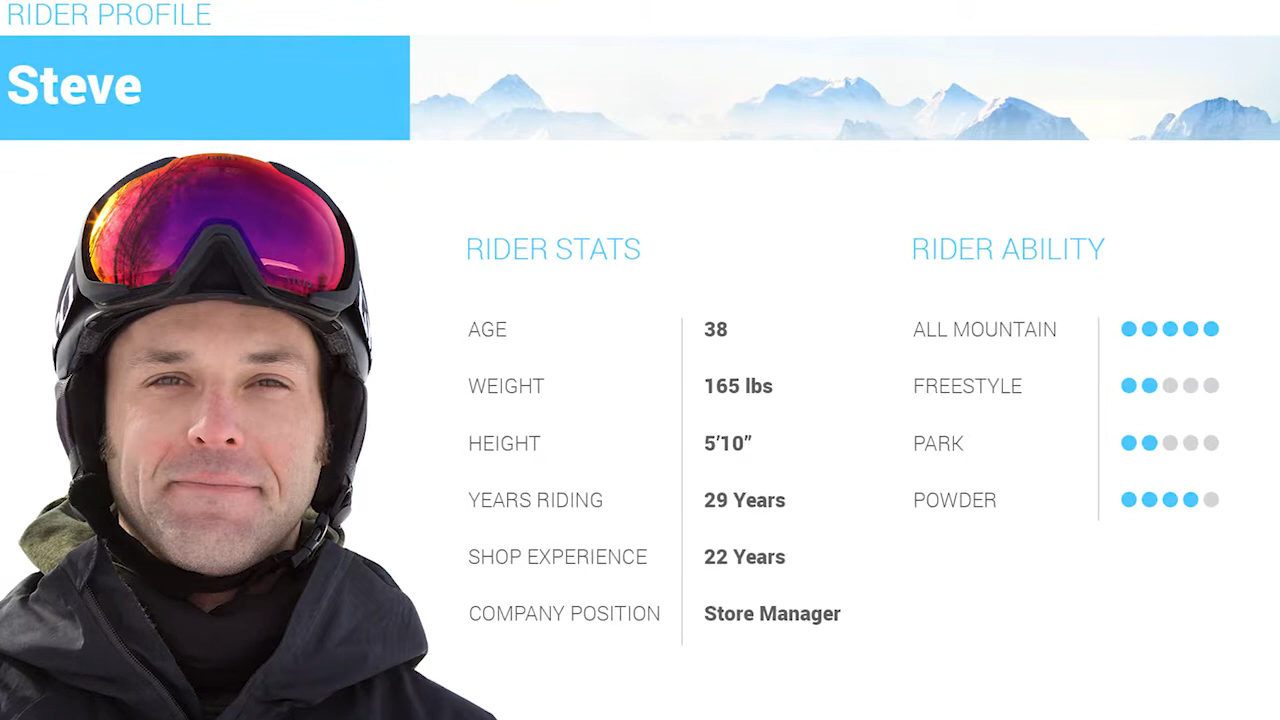 RIDER PROFILE
Steve
RIDER STATS
AGE 38
WEIGHT 165 lbs
HEIGHT 5’10”
YEARS RIDING 29 Years
SHOP EXPERIENCE 22 Years
COMPANY POSITION Store Manager
RIDER ABILITY
ALL MOUNTAIN
FREESTYLE
PARK
POWDER